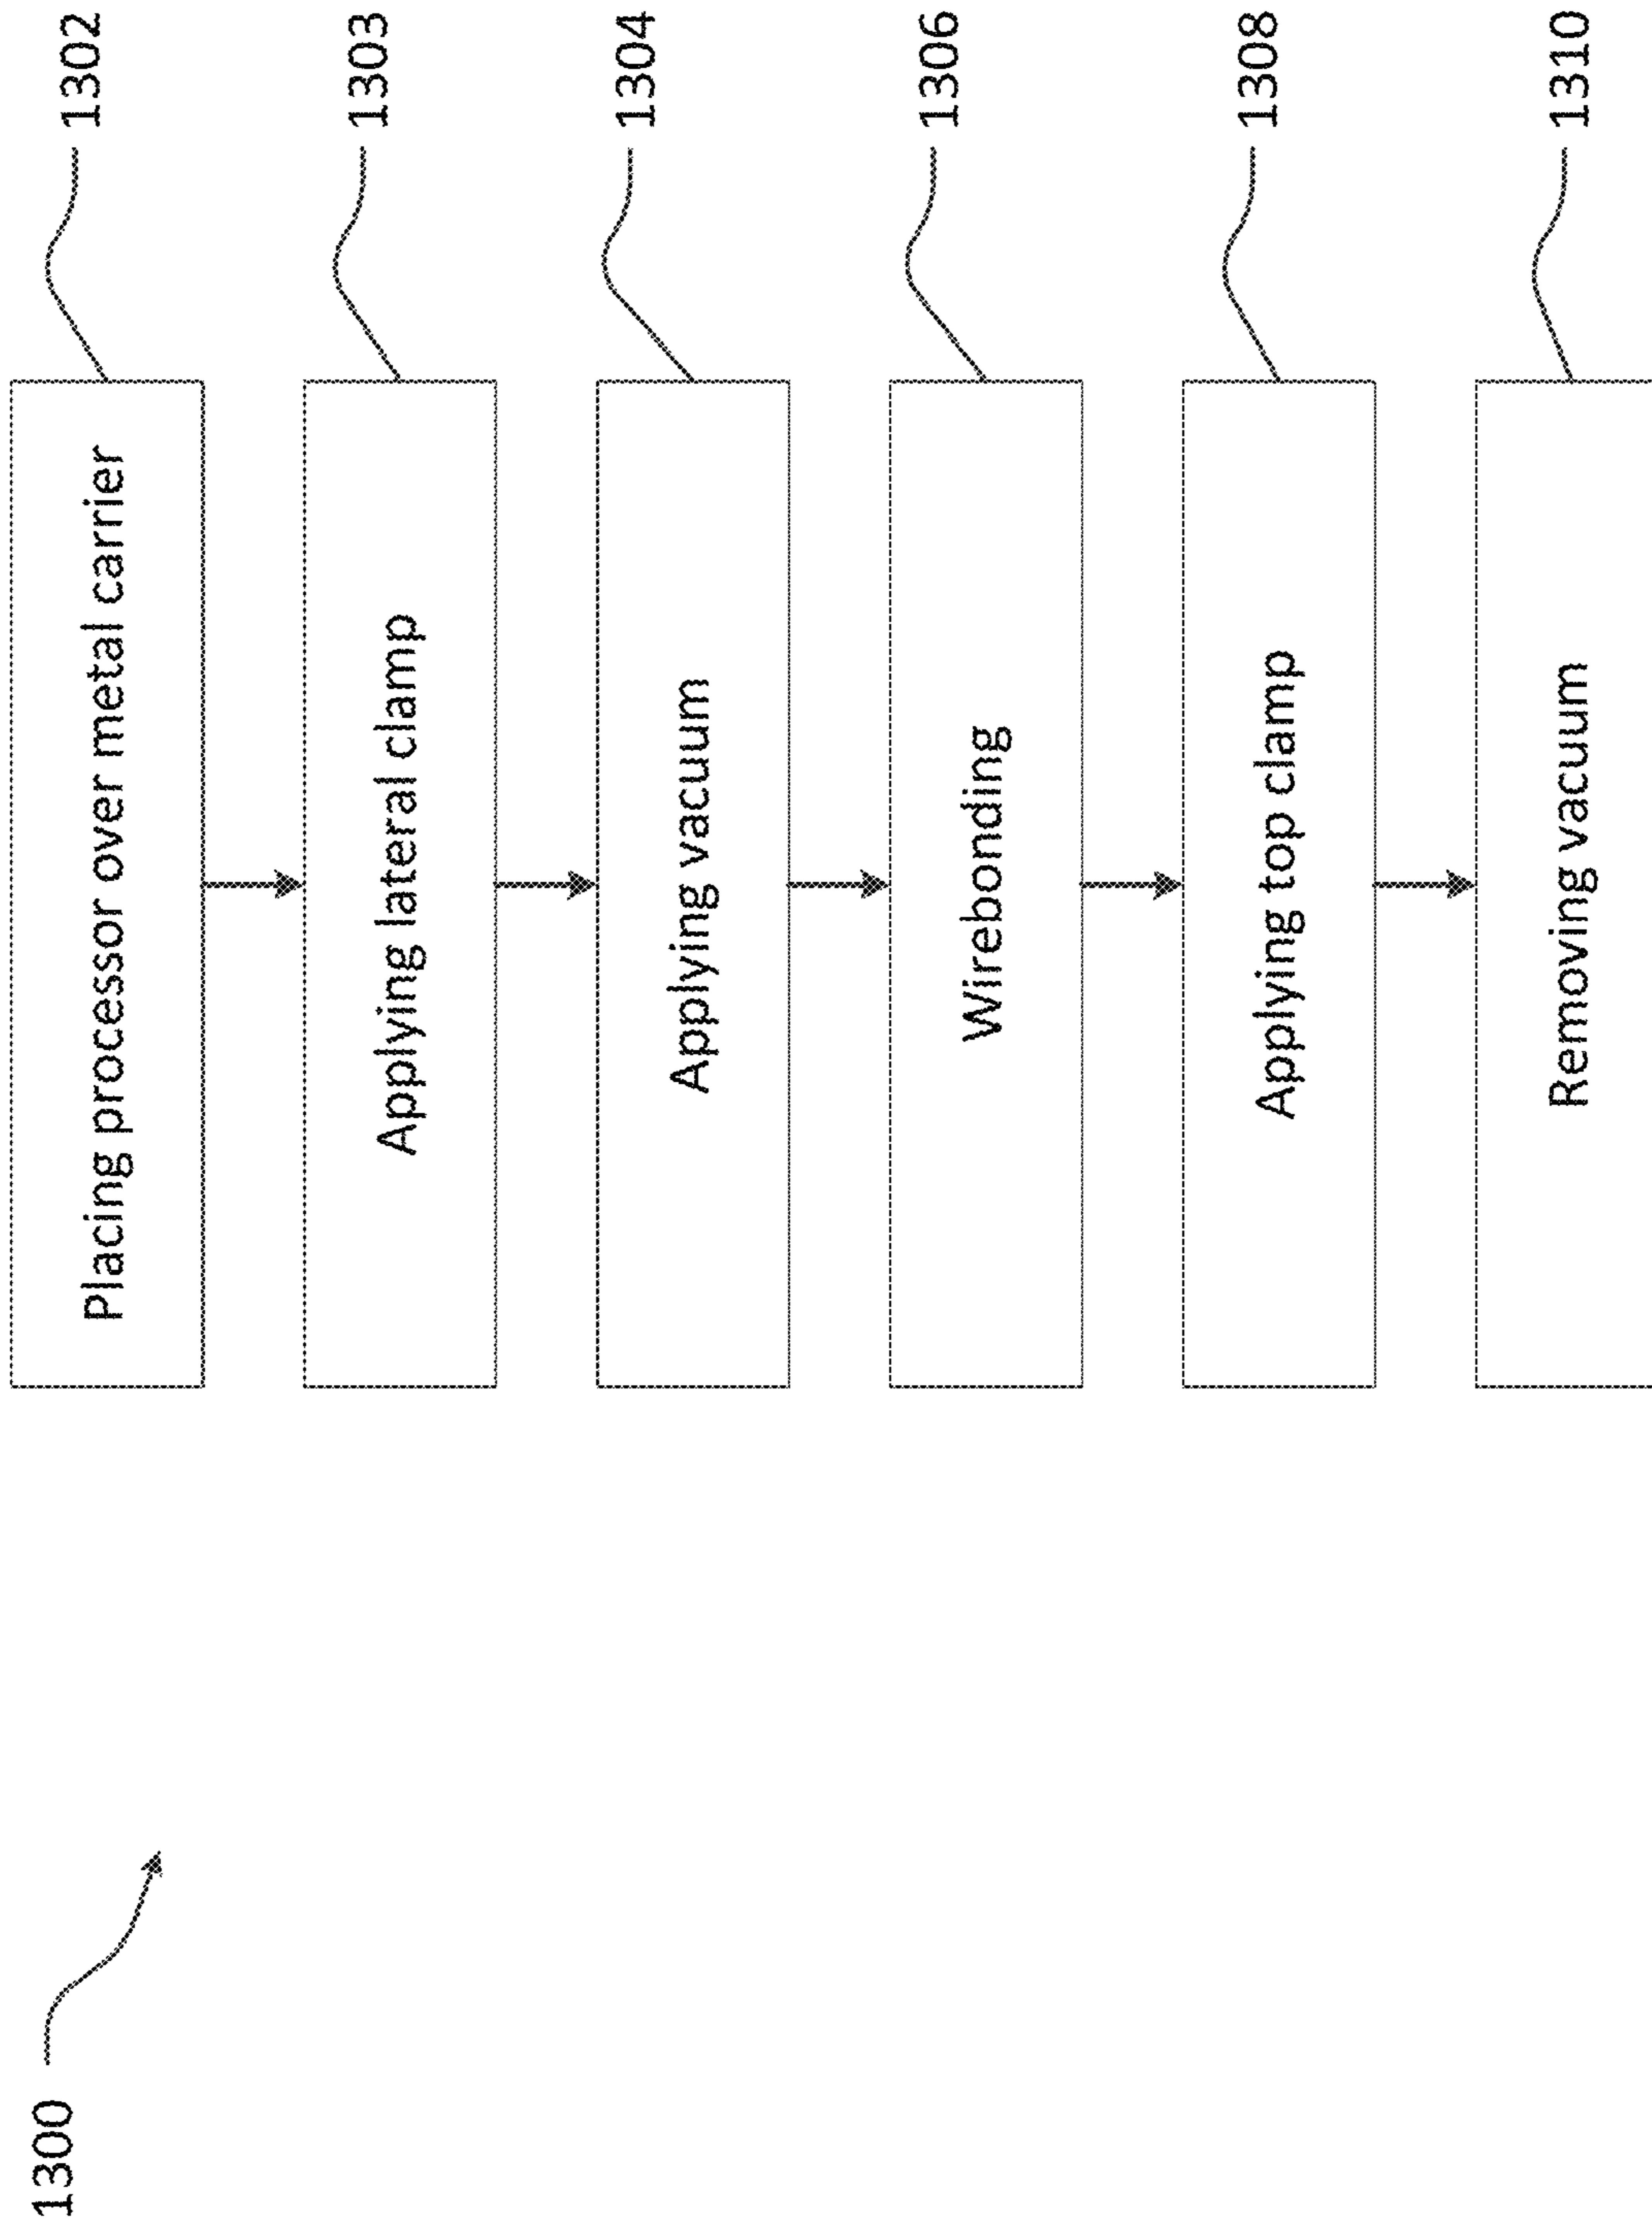 1300
Placing processor over metal carrier
1302
Applying lateral clamp
1303
Applying vacuum
1304
Wirebonding
1306
Applying top clamp
1308
Removing vacuum
1310